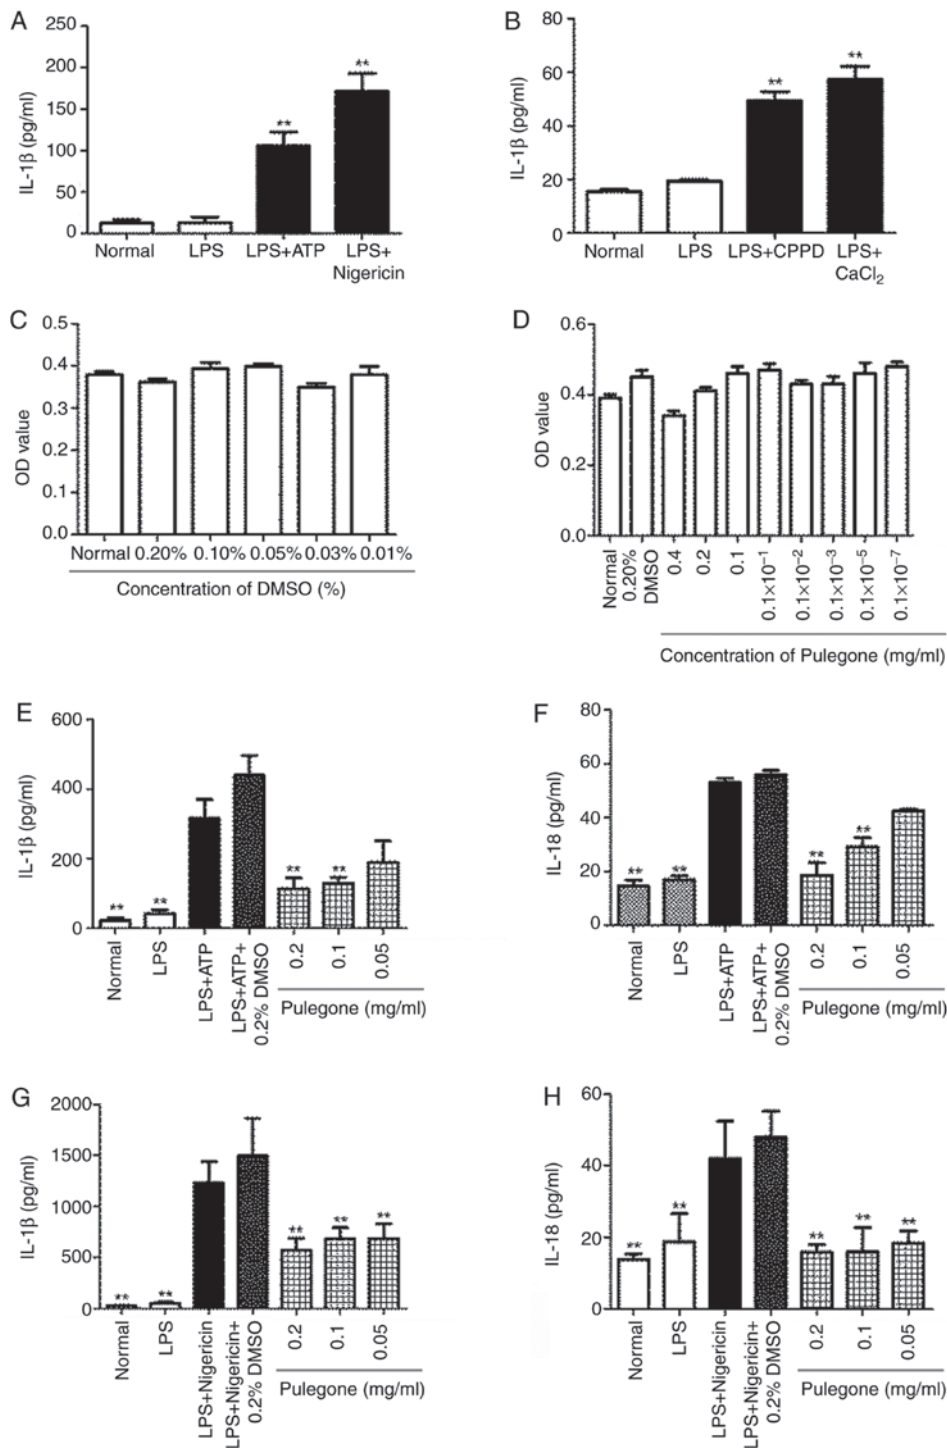 A
250
200
150
100
50
0
IL-1β (pg/ml)
**
**
Normal LPS LPS+ATP LPS+
Nigericin
B
80
60
40
20
0
IL-1β (pg/ml)
**
**
Normal LPS LPS+CPPD LPS+
CaCl₂
C
0.5
0.4
0.3
0.2
0.1
0.0
OD value
Normal 0.20% 0.10% 0.05% 0.03% 0.01%
Concentration of DMSO (%)
D
0.6
0.4
0.2
0.0
OD value
Normal
0.20%
DMSO
0.4
0.2
0.1
0.1×10⁻¹
0.1×10⁻²
0.1×10⁻³
0.1×10⁻⁵
0.1×10⁻⁷
Concentration of Pulegone (mg/ml)
E
600
400
200
0
IL-1β (pg/ml)
**
**
**
**
Normal
LPS
LPS+ATP
LPS+ATP+
0.2% DMSO
0.2
0.1
0.05
Pulegone (mg/ml)
F
80
60
40
20
0
IL-18 (pg/ml)
**
**
**
**
Normal
LPS
LPS+ATP
LPS+ATP+
0.2% DMSO
0.2
0.1
0.05
Pulegone (mg/ml)
G
2000
1500
1000
500
0
IL-1β (pg/ml)
**
**
**
**
**
Normal
LPS
LPS+Nigericin
LPS+Nigericin+
0.2% DMSO
0.2
0.1
0.05
Pulegone (mg/ml)
H
60
40
20
0
IL-18 (pg/ml)
**
**
**
**
**
Normal
LPS
LPS+Nigericin
LPS+Nigericin+
0.2% DMSO
0.2
0.1
0.05
Pulegone (mg/ml)